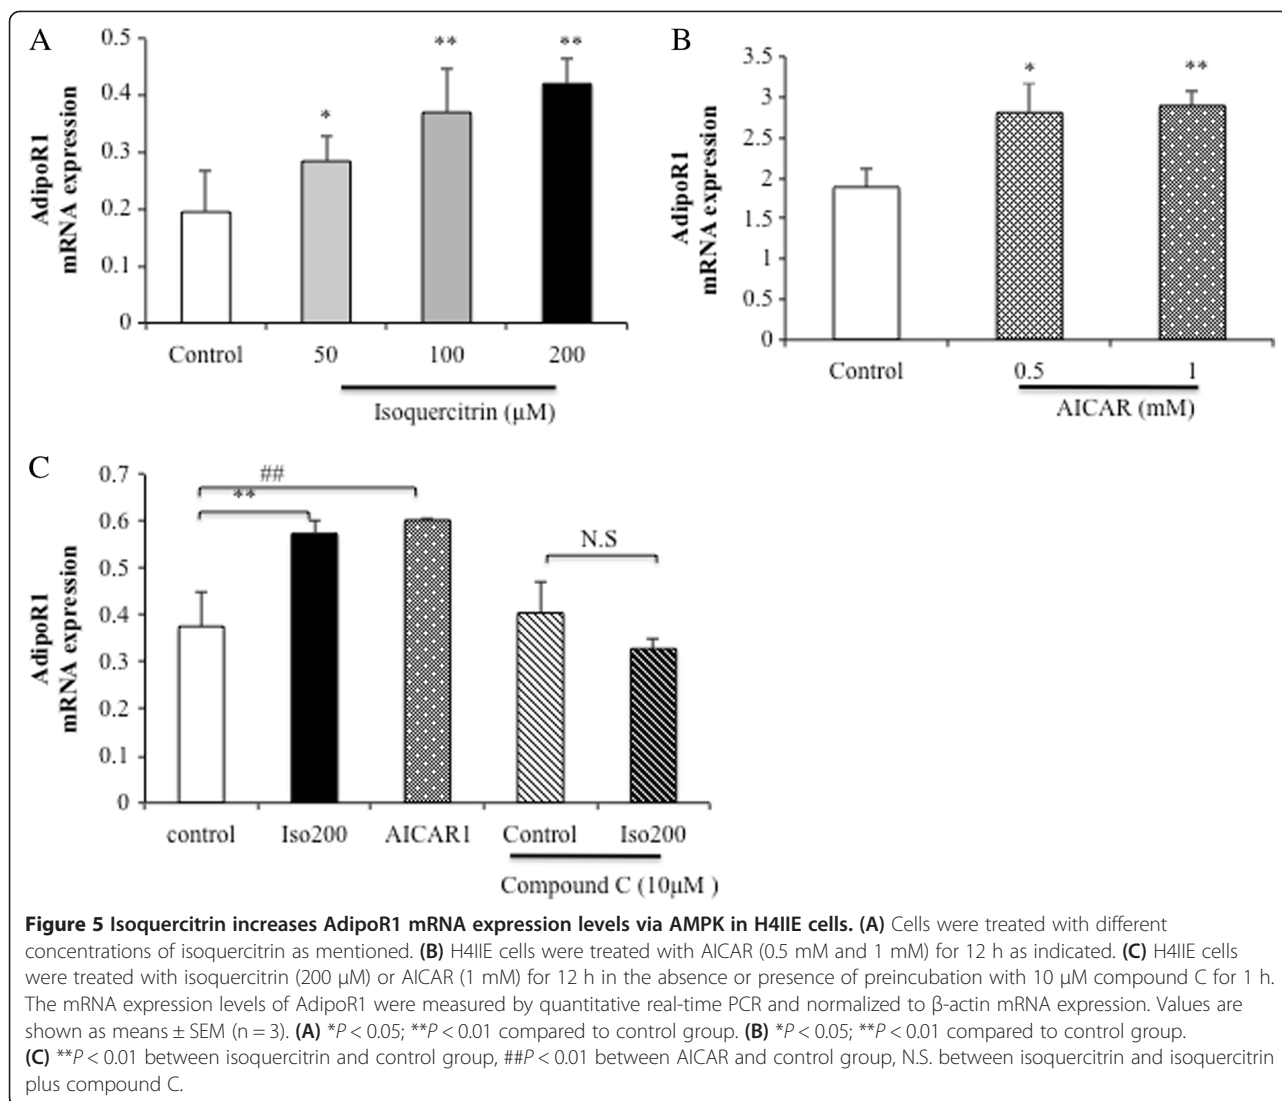 A
0.5
0.4
0.3
0.2
0.1
0
AdipoR1
mRNA expression
*
**
**
Control 50 100 200
Isoquercitrin (μM)
B
3.5
3
2.5
2
1.5
1
0.5
0
AdipoR1
mRNA expression
*
**
Control 0.5 1
AICAR (mM)
C
0.7
0.6
0.5
0.4
0.3
0.2
0.1
0
AdipoR1
mRNA expression
##
**
N.S
control Iso200 AICAR1 Control Iso200
Compound C (10μM )
Figure 5 Isoquercitrin increases AdipoR1 mRNA expression levels via AMPK in H4IIE cells. (A) Cells were treated with different
concentrations of isoquercitrin as mentioned. (B) H4IIE cells were treated with AICAR (0.5 mM and 1 mM) for 12 h as indicated. (C) H4IIE cells
were treated with isoquercitrin (200 μM) or AICAR (1 mM) for 12 h in the absence or presence of preincubation with 10 μM compound C for 1 h.
The mRNA expression levels of AdipoR1 were measured by quantitative real-time PCR and normalized to β-actin mRNA expression. Values are
shown as means ± SEM (n = 3). (A) *P < 0.05; **P < 0.01 compared to control group. (B) *P < 0.05; **P < 0.01 compared to control group.
(C) **P < 0.01 between isoquercitrin and control group, ##P < 0.01 between AICAR and control group, N.S. between isoquercitrin and isoquercitrin
plus compound C.